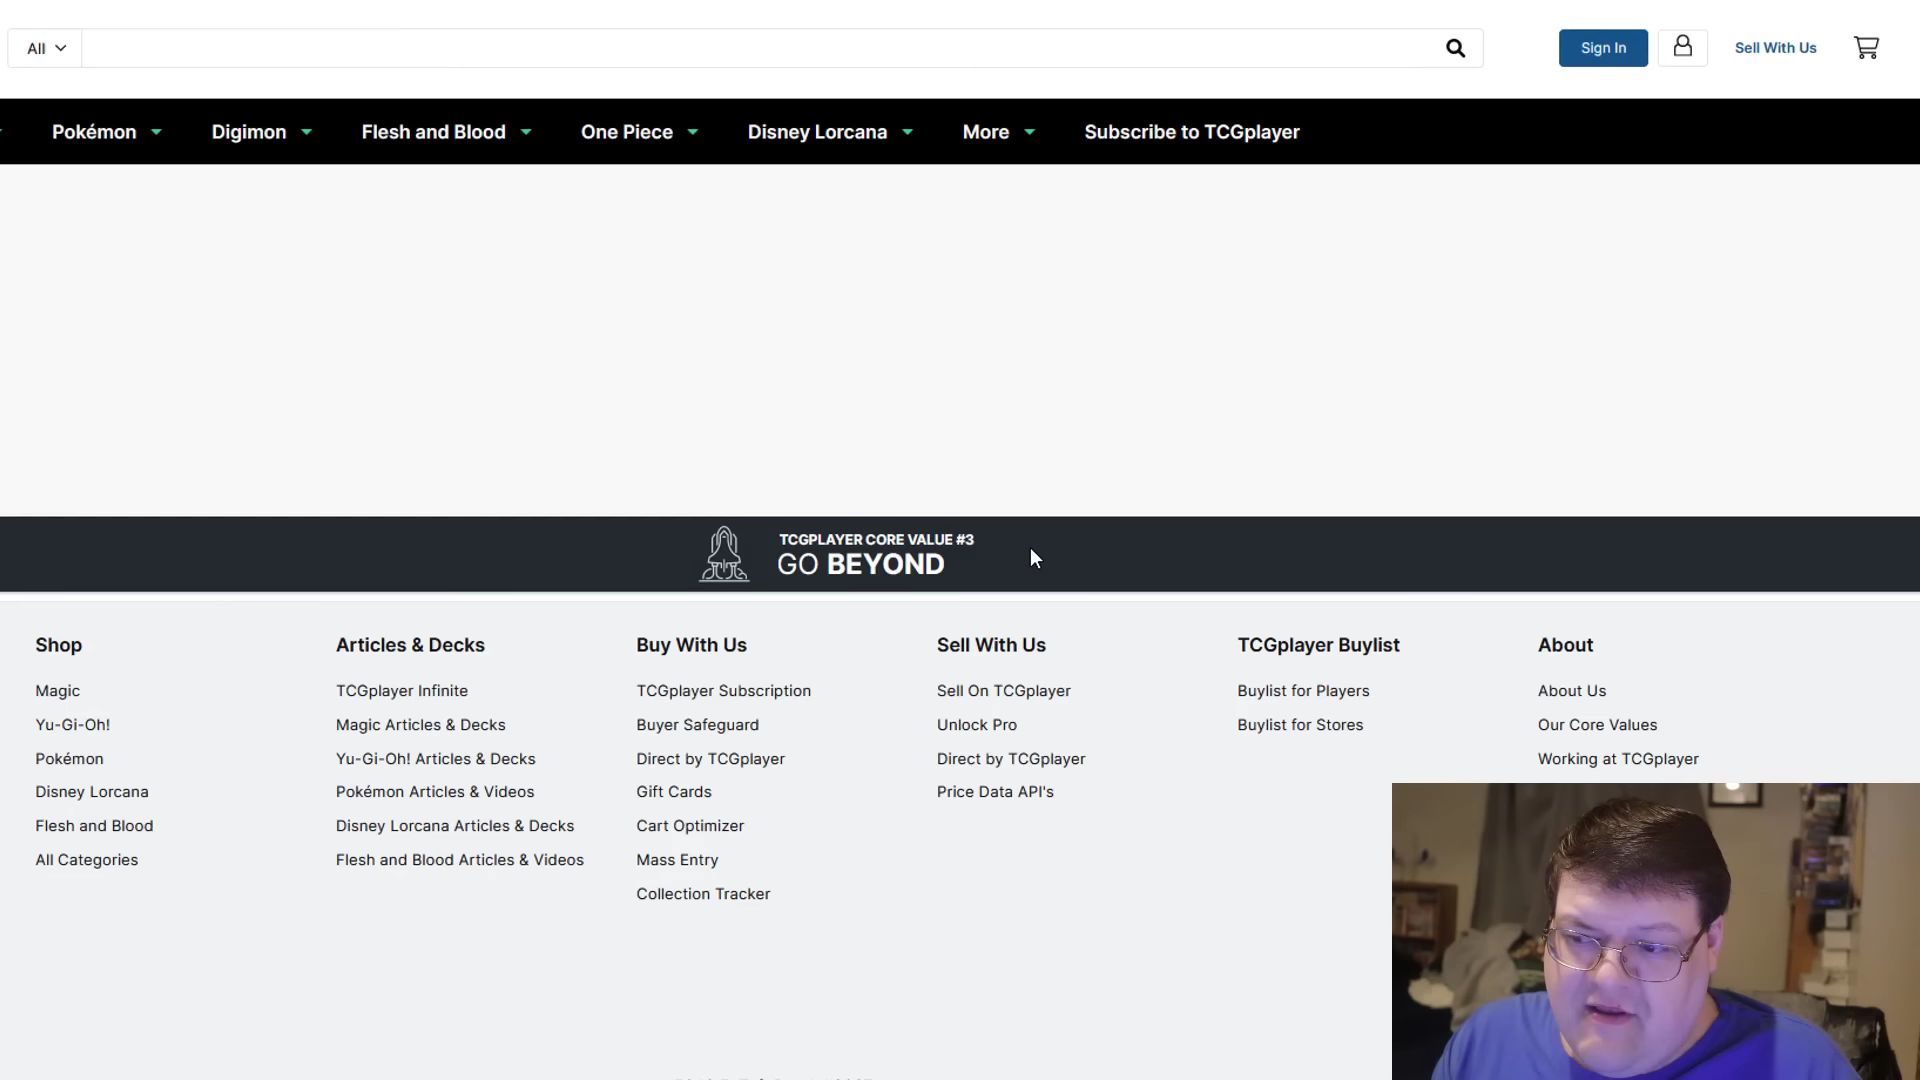 All
Sign In
Sell With Us
Pokémon
Digimon
Flesh and Blood
One Piece
Disney Lorcana
More
Subscribe to TCGplayer
TCGPLAYER CORE VALUE #3
GO BEYOND
Shop
Magic
Yu-Gi-Oh!
Pokémon
Disney Lorcana
Flesh and Blood
All Categories
Articles & Decks
TCGplayer Infinite
Magic Articles & Decks
Yu-Gi-Oh! Articles & Decks
Pokémon Articles & Videos
Disney Lorcana Articles & Decks
Flesh and Blood Articles & Videos
Buy With Us
TCGplayer Subscription
Buyer Safeguard
Direct by TCGplayer
Gift Cards
Cart Optimizer
Mass Entry
Collection Tracker
Sell With Us
Sell On TCGplayer
Unlock Pro
Direct by TCGplayer
Price Data API's
TCGplayer Buylist
Buylist for Players
Buylist for Stores
About
About Us
Our Core Values
Working at TCGplayer